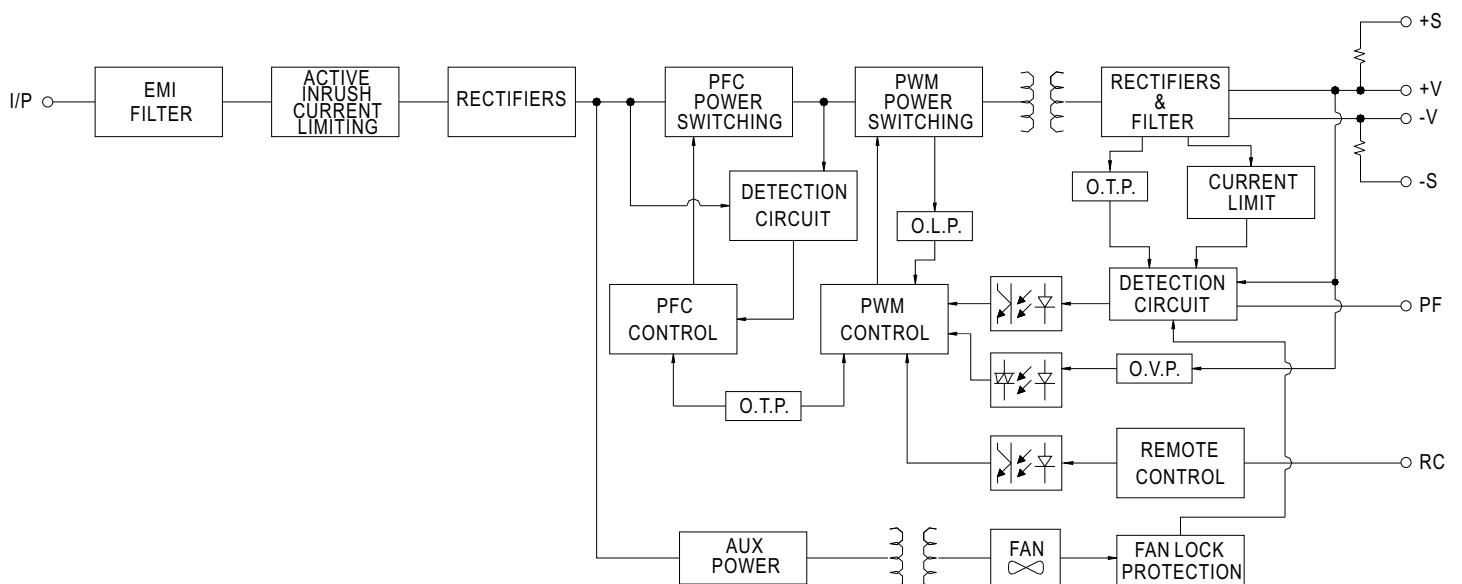 +S
I/P
EMI
FILTER
ACTIVE
INRUSH
CURRENT
LIMITING
RECTIFIERS
PFC
POWER
SWITCHING
PWM
POWER
SWITCHING
RECTIFIERS
&
FILTER
+V
-V
-S
DETECTION
CIRCUIT
O.T.P.
CURRENT
LIMIT
O.L.P.
PFC
CONTROL
PWM
CONTROL
DETECTION
CIRCUIT
PF
O.V.P.
O.T.P.
REMOTE
CONTROL
RC
AUX
POWER
FAN
FAN LOCK
PROTECTION